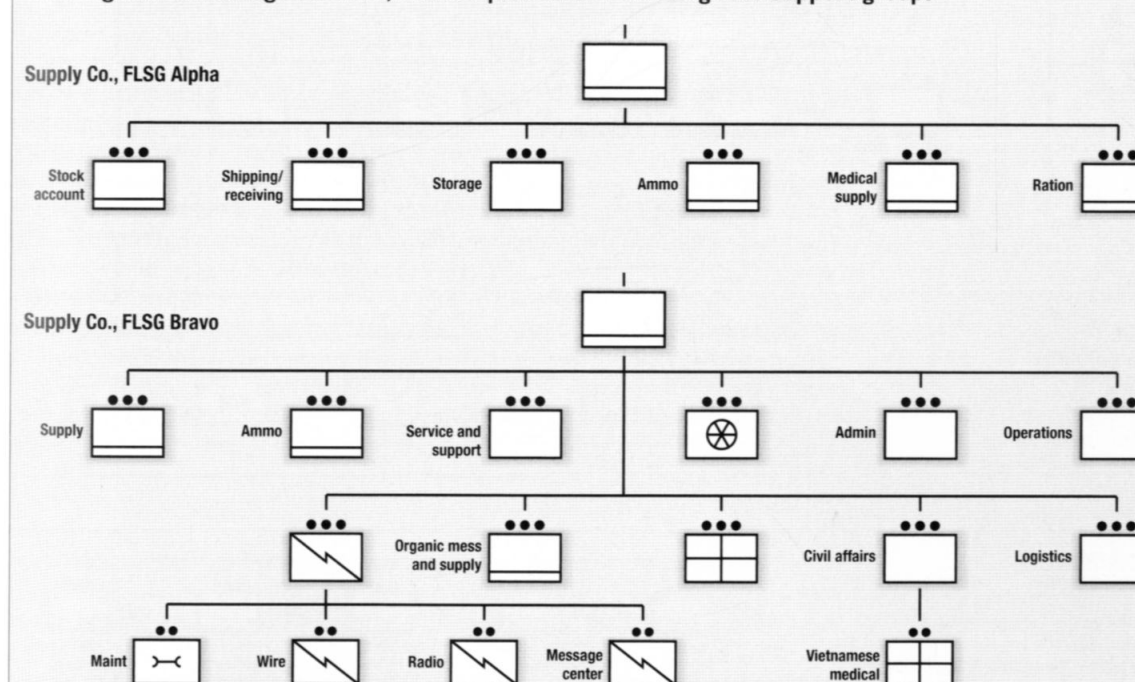 Supply Co., FLSG Alpha
Stock
account
Shipping/
receiving
Storage
Ammo
Medical
supply
Ration
Supply Co., FLSG Bravo
Supply
Ammo
Service and
support
Admin
Operations
Organic mess
and supply
Civil affairs
Logistics
Maint
Wire
Radio
Message
center
Vietnamese
medical